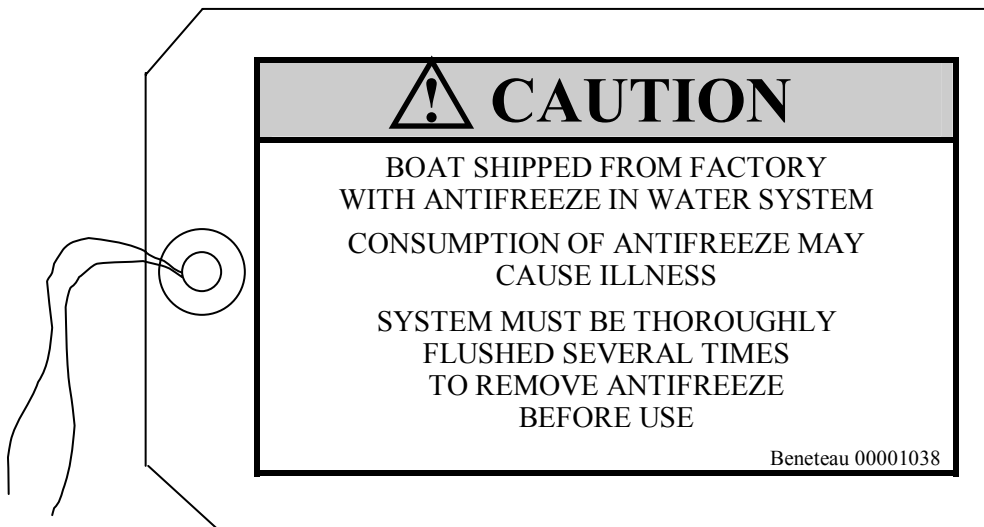 CAUTION
BOAT SHIPPED FROM FACTORY
WITH ANTIFREEZE IN WATER SYSTEM
CONSUMPTION OF ANTIFREEZE MAY
CAUSE ILLNESS
SYSTEM MUST BE THOROUGHLY
FLUSHED SEVERAL TIMES
TO REMOVE ANTIFREEZE
BEFORE USE
Beneteau 00001038